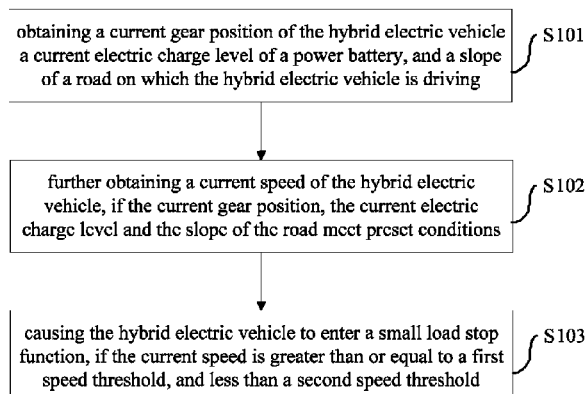 obtaining a current gear position of the hybrid electric vehicle
a current electric charge level of a power battery, and a slope
of a road on which the hybrid electric vehicle is driving
S101
further obtaining a current speed of the hybrid electric
vehicle, if the current gear position, the current electric
charge level and the slope of the road meet preset conditions
S102
causing the hybrid electric vehicle to enter a small load stop
function, if the current speed is greater than or equal to a first
speed threshold, and less than a second speed threshold
S103